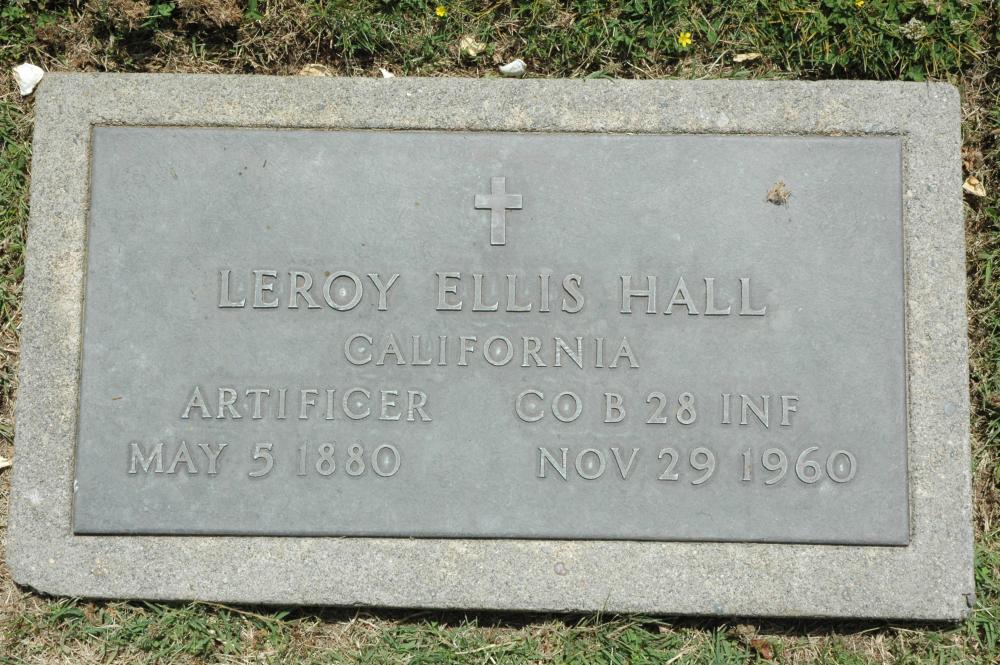 LEROY ELLIS HALL
CALIFORNIA
ARTIFICER CO B 28 INF
MAY 5 1880 NOV 29 1960